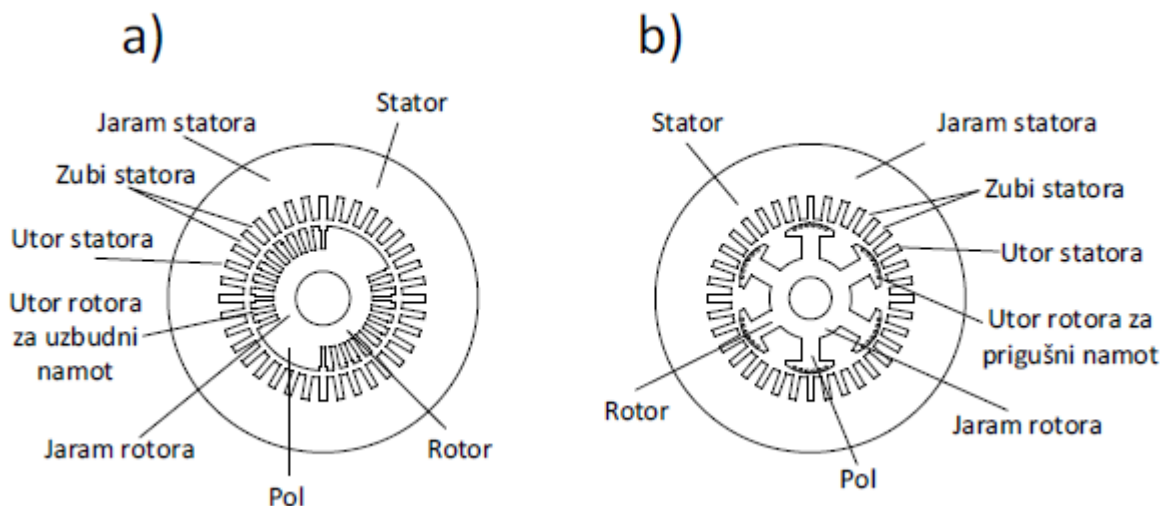 a)
Stator
Jaram statora
Zubi statora
Utor statora
Utor rotora
za uzbudni
namot
Jaram rotora
Pol
Rotor
b)
Stator
Jaram statora
Zubi statora
Utor statora
Utor rotora za
prigušni namot
Rotor
Jaram rotora
Pol